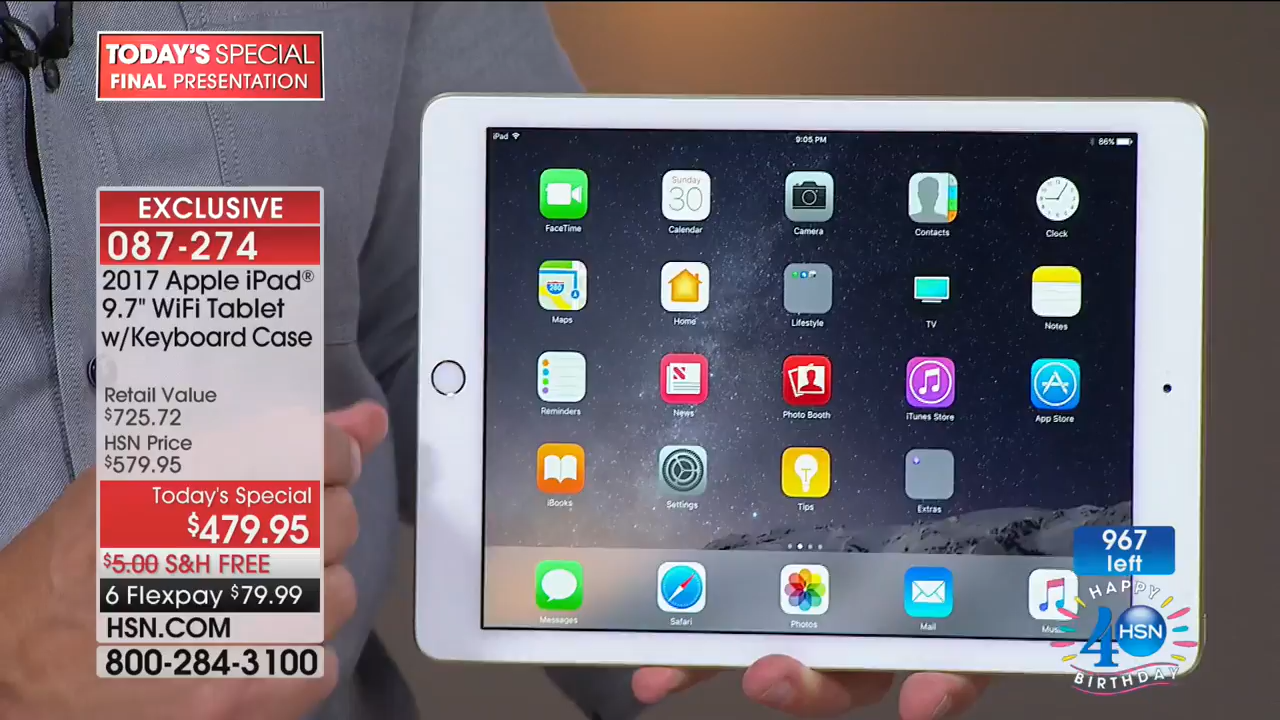 TODAY'S SPECIAL
FINAL PRESENTATION
EXCLUSIVE
087-274
2017 Apple iPad®
9.7" WiFi Tablet
w/Keyboard Case
Retail Value
$725.72
HSN Price
$579.95
Today's Special
$479.95
$5.00 S&H FREE
6 Flexpay $79.99
HSN.COM
800-284-3100
iPad
9:05 PM
86%
Sunday
30
FaceTime
Calendar
Camera
Contacts
Clock
280
Maps
Home
Lifestyle
TV
Notes
Reminders
News
Photo Booth
iTunes Store
App Store
iBooks
Settings
Tips
Extras
Messages
Safari
Photos
Mail
Mus
967
left
HAPPY
40
HSN
BIRTHDAY